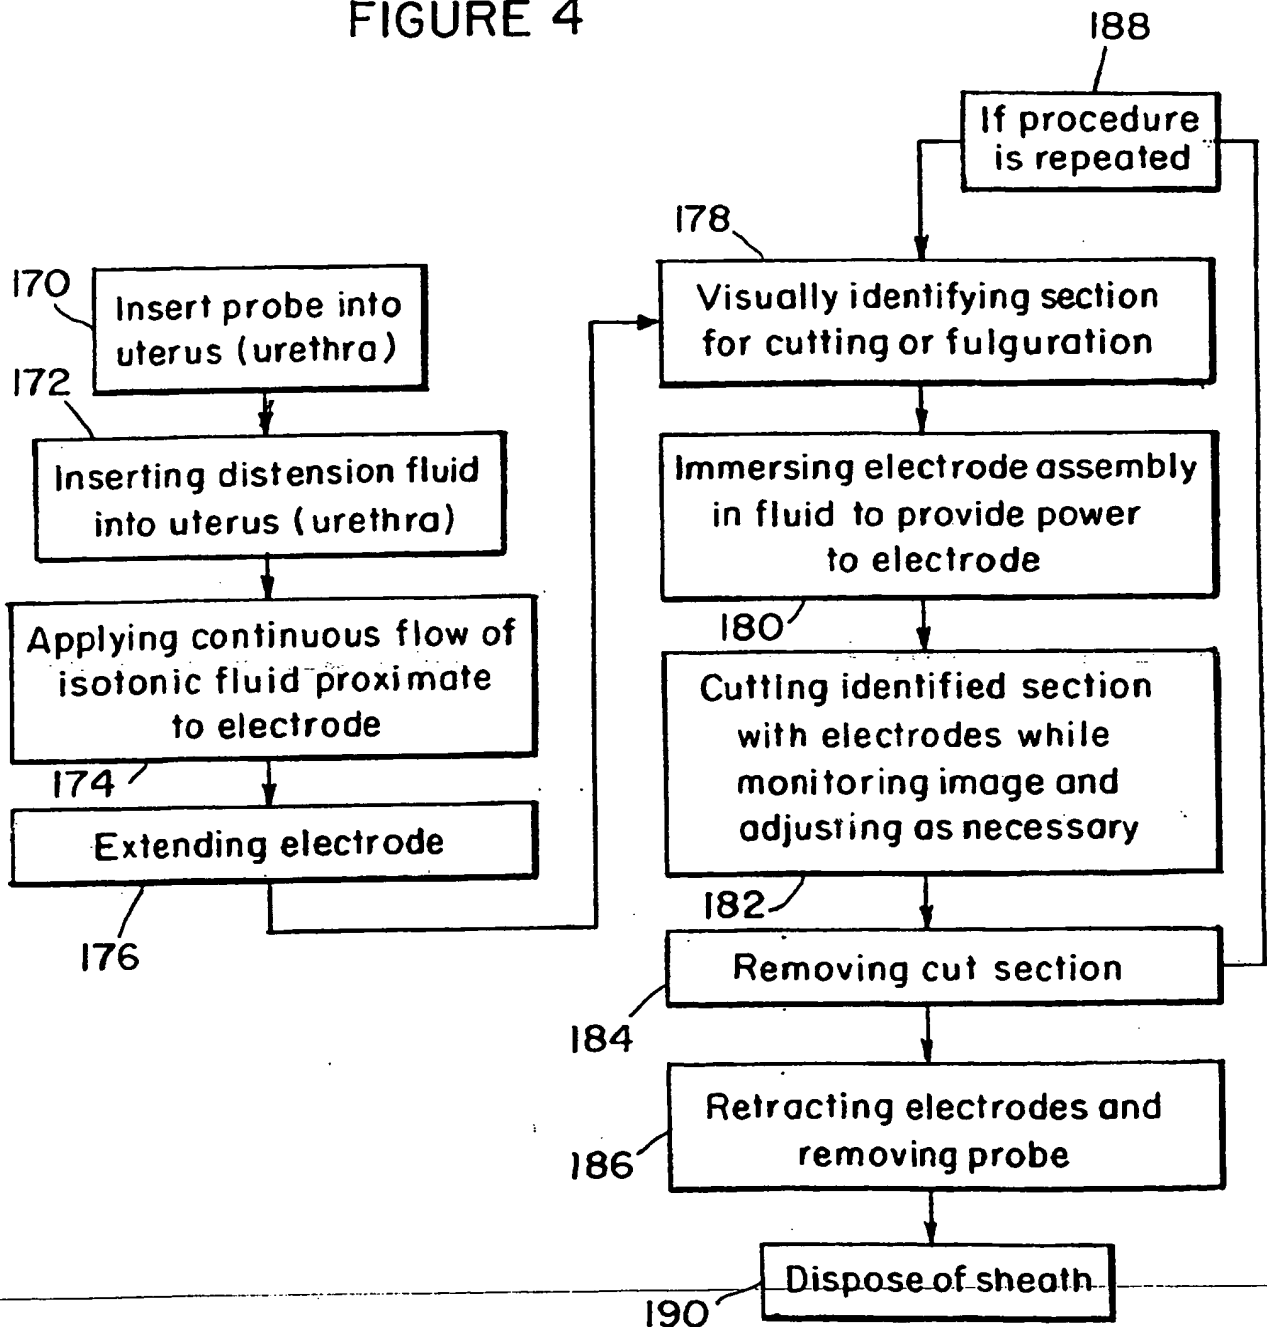 FIGURE 4
170
Insert probe into
uterus (urethra)
172
Inserting distension fluid
into uterus (urethra)
Applying continuous flow of
isotonic fluid proximate
to electrode
174
Extending electrode
176
188
If procedure
is repeated
178
Visually identifying section
for cutting or fulguration
Immersing electrode assembly
in fluid to provide power
to electrode
180
Cutting identified section
with electrodes while
monitoring image and
adjusting as necessary
182
Removing cut section
184
Retracting electrodes and
removing probe
186
Dispose of sheath
190